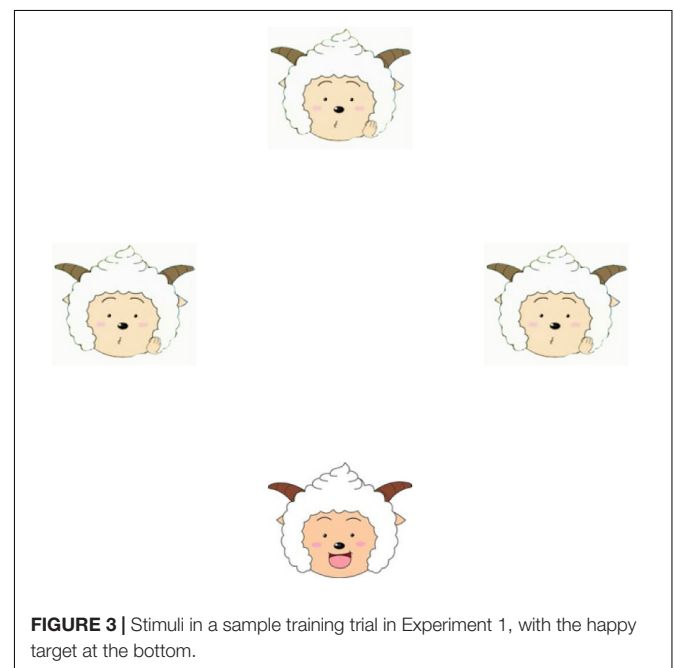 FIGURE 3 | Stimuli in a sample training trial in Experiment 1, with the happy
target at the bottom.